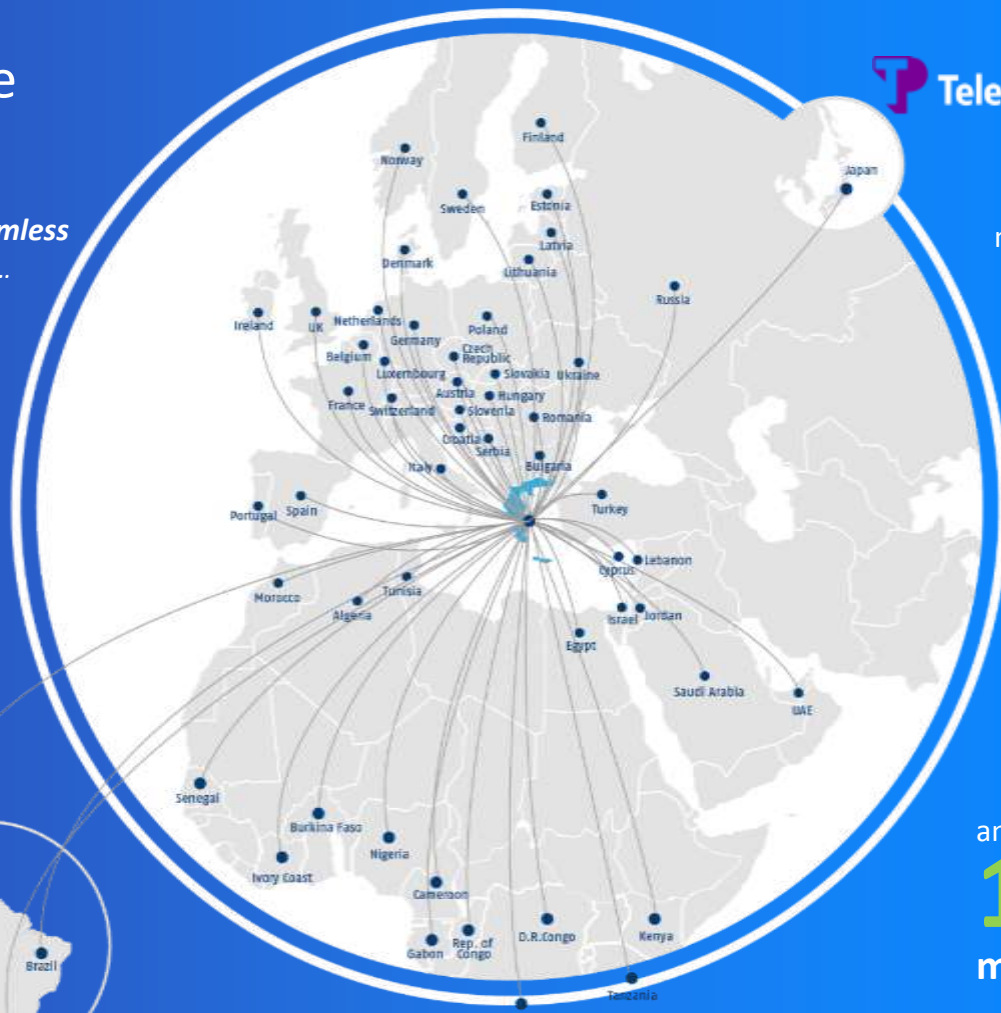 e
Tele
mless
...
r
Japan
Finland
Norway
Sweden
Estonia
Latvia
Denmark
Lithuania
Russia
Ireland
UK
Netherlands
Germany
Poland
Belgium
Czech
Republic
Luxembourg
Slovakia
Ukraine
Austria
Hungary
France
Switzerland
Slovenia
Romania
Croatia
Serbia
Italy
Bulgaria
Portugal
Spain
Turkey
Cyprus
Lebanon
Morocco
Algeria
Tunisia
Israel
Jordan
Egypt
Saudi Arabia
UAE
Senegal
Burkina Faso
Nigeria
Ivory Coast
Cameroon
Gabon
Rep. of
Congo
D.R.Congo
Kenya
Tanzania
Brazil
ar
1
m